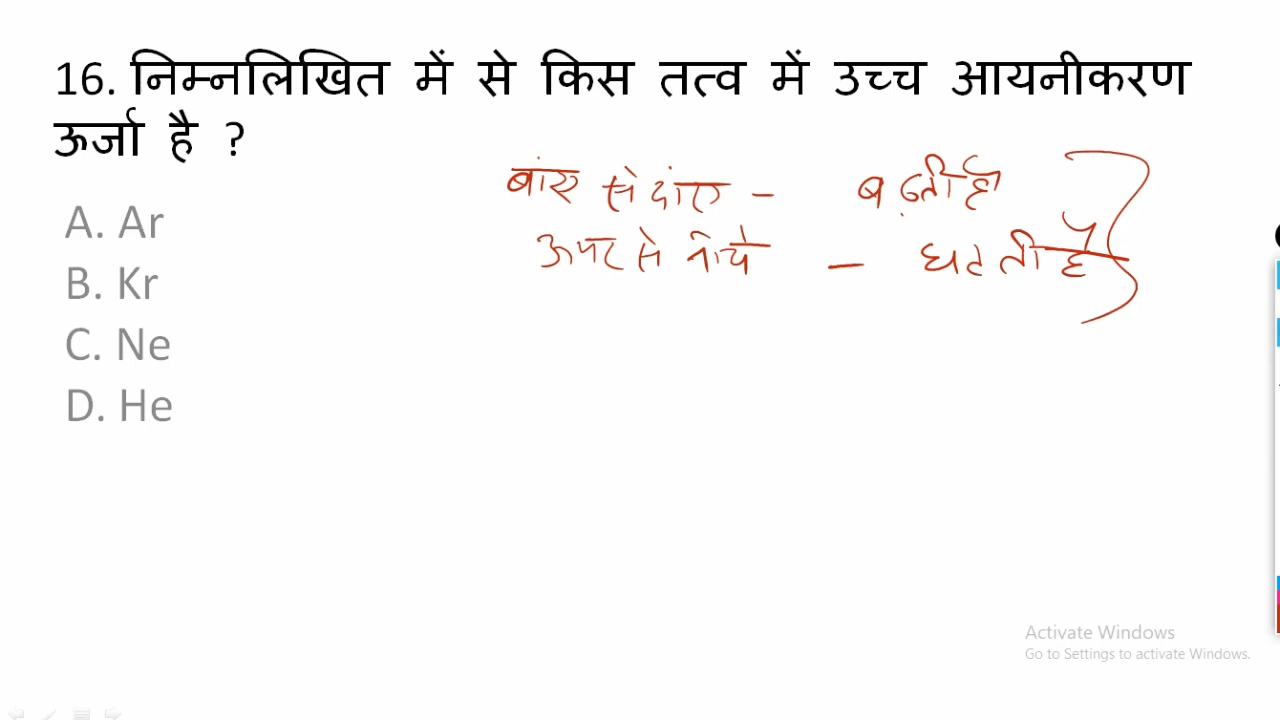 16. निम्नलिखित में से किस तत्व में उच्च आयनीकरण
ऊर्जा है ?
बांए से दांए - बढ़ती है
ऊपर से नीचे - घटती है
A. Ar
B. Kr
C. Ne
D. He
Activate Windows
Go to Settings to activate Windows.